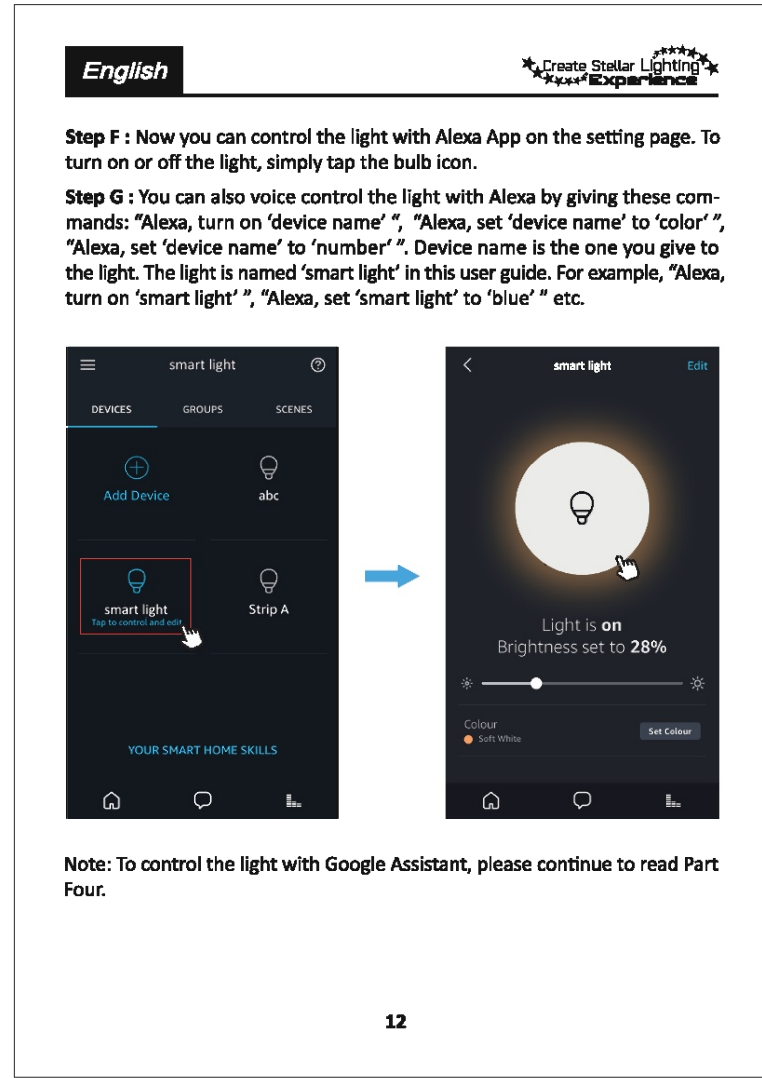 English
Create Stellar Lighting
Experience
Step F : Now you can control the light with Alexa App on the setting page. To
turn on or off the light, simply tap the bulb icon.
Step G : You can also voice control the light with Alexa by giving these com-
mands: “Alexa, turn on ‘device name’ “,  “Alexa, set ‘device name’ to ‘color‘ ”,
“Alexa, set ‘device name’ to ‘number‘ ”. Device name is the one you give to
the light. The light is named ‘smart light’ in this user guide. For example, “Alexa,
turn on ‘smart light’ ”, “Alexa, set ‘smart light’ to ‘blue’ ” etc.
smart light
DEVICES GROUPS SCENES
Add Device abc
smart light Strip A
Tap to control and edit
YOUR SMART HOME SKILLS
smart light Edit
Light is on
Brightness set to 28%
Colour
Soft White
Set Colour
Note: To control the light with Google Assistant, please continue to read Part
Four.
12